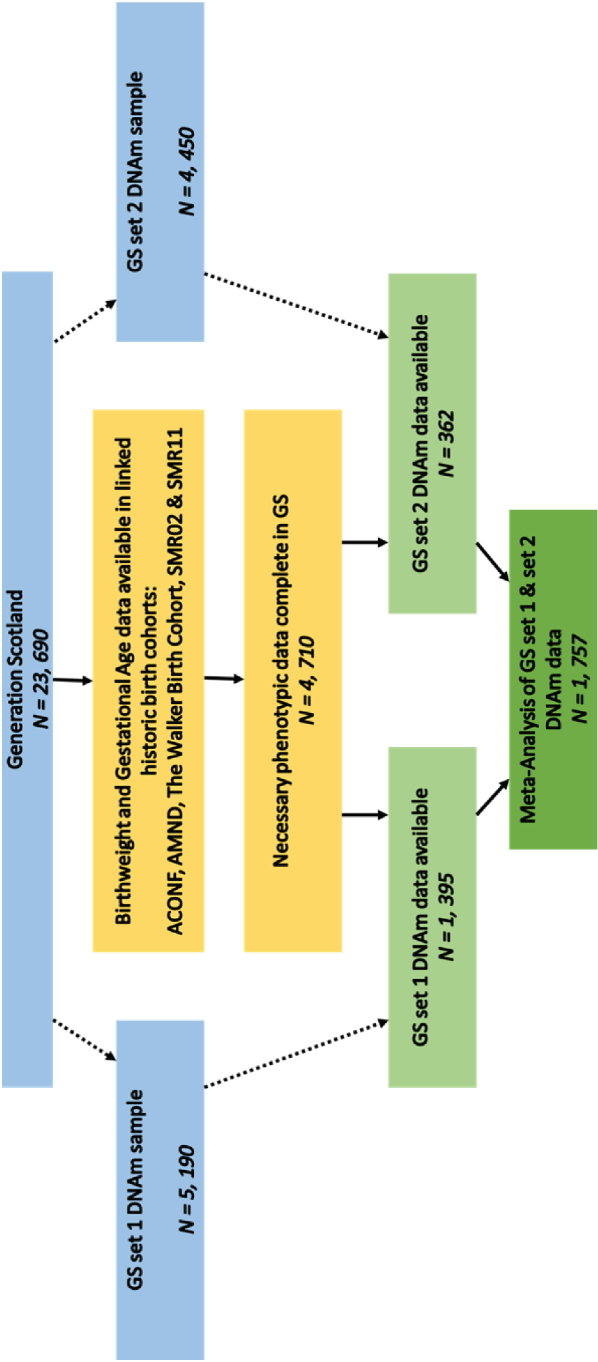 Generation Scotland
N = 23, 690
GS set 1 DNAm sample
N = 5, 190
GS set 2 DNAm sample
N = 4, 450
Birthweight and Gestational Age data available in linked
historic birth cohorts:
ACONF, AMND, The Walker Birth Cohort, SMR02 & SMR11
Necessary phenotypic data complete in GS
N = 4, 710
GS set 1 DNAm data available
N = 1, 395
GS set 2 DNAm data available
N = 362
Meta-Analysis of GS set 1 & set 2
DNAm data
N = 1, 757